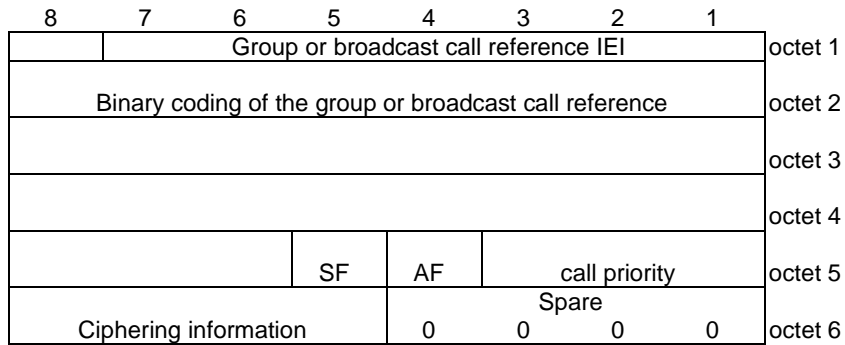 8 7 6 5 4 3 2 1
Group or broadcast call reference IEI octet 1
Binary coding of the group or broadcast call reference octet 2
octet 3
octet 4
SF AF call priority octet 5
Spare
Ciphering information 0 0 0 0 octet 6